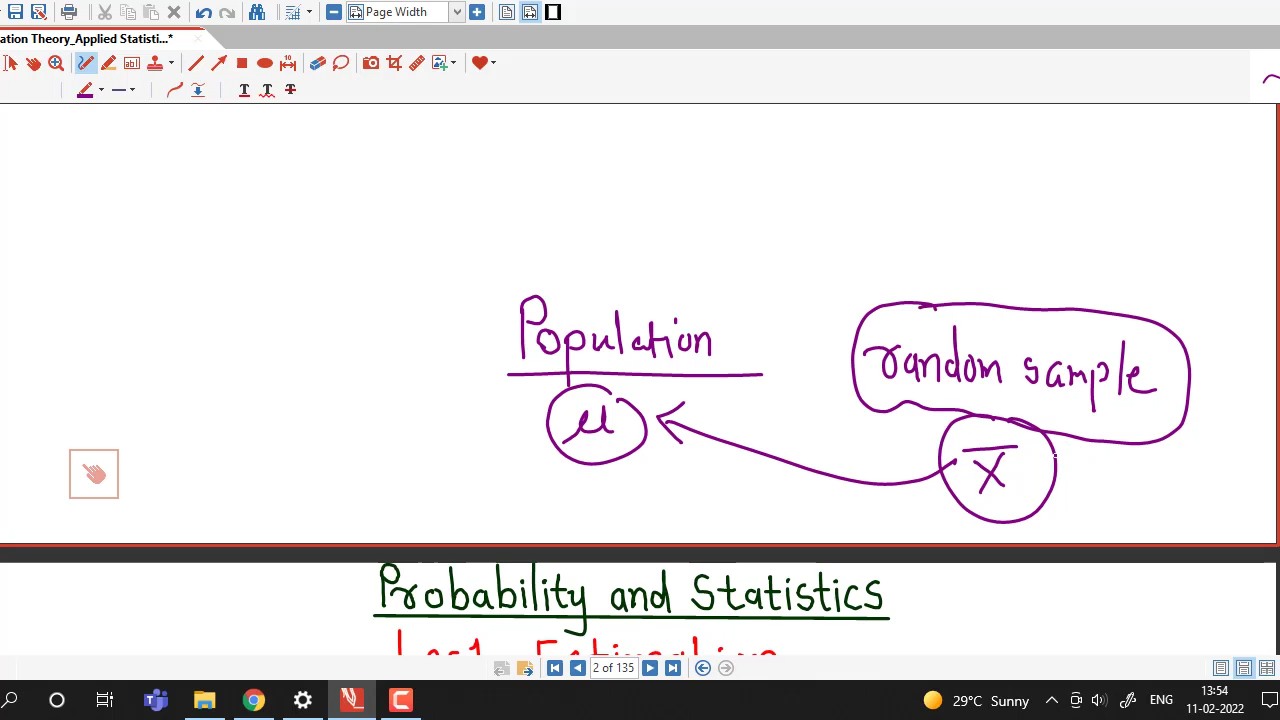 Page Width
ation Theory_Applied Statisti...*
10
T T T
Population
random sample
μ
X̅
Probability and Statistics
2 of 135
29°C Sunny
ENG
13:54
11-02-2022